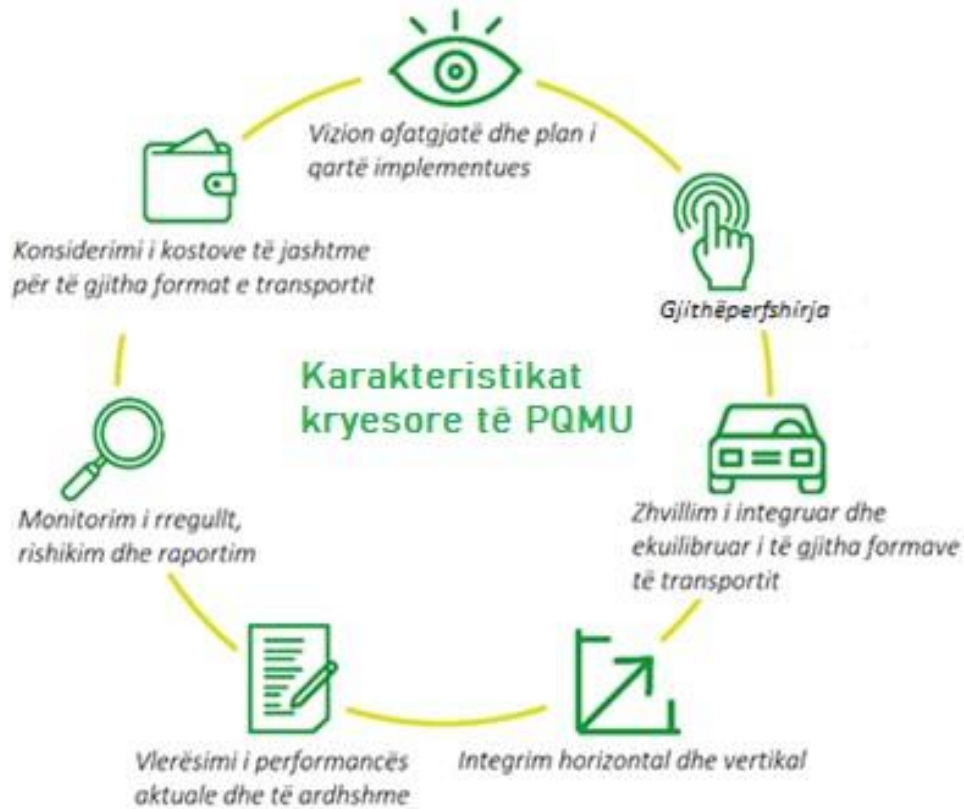 Vizion afatgjatë dhe plan i
qartë implementues
Gjithëperfshirja
Zhvillim i integruar dhe
ekuilibruar i të gjitha formave
të transportit
Integrim horizontal dhe vertikal
Vlerësimi i performancës
aktuale dhe të ardhshme
Monitorim i rregullt,
rishikim dhe raportim
Konsiderimi i kostove të jashtme
për të gjitha format e transportit
Karakteristikat
kryesore të PQMU